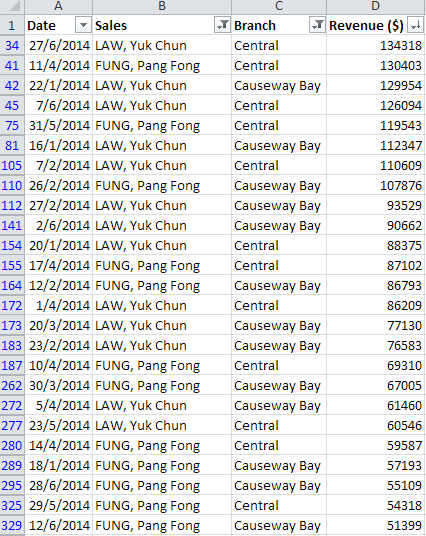 A B C D
1 Date Sales Branch Revenue ($)
34 27/6/2014 LAW, Yuk Chun Central 134318
41 11/4/2014 FUNG, Pang Fong Central 130403
42 22/1/2014 LAW, Yuk Chun Causeway Bay 129954
45 7/6/2014 LAW, Yuk Chun Central 126094
75 31/5/2014 FUNG, Pang Fong Central 119543
81 16/1/2014 LAW, Yuk Chun Causeway Bay 112347
105 7/2/2014 LAW, Yuk Chun Central 110609
110 26/2/2014 FUNG, Pang Fong Causeway Bay 107876
112 27/2/2014 LAW, Yuk Chun Causeway Bay 93529
141 2/6/2014 LAW, Yuk Chun Causeway Bay 90662
154 20/1/2014 LAW, Yuk Chun Central 88375
155 17/4/2014 FUNG, Pang Fong Central 87102
164 12/2/2014 FUNG, Pang Fong Causeway Bay 86793
172 1/4/2014 LAW, Yuk Chun Central 86209
173 20/3/2014 LAW, Yuk Chun Causeway Bay 77130
183 23/2/2014 LAW, Yuk Chun Causeway Bay 76583
187 10/4/2014 FUNG, Pang Fong Central 69310
262 30/3/2014 FUNG, Pang Fong Causeway Bay 67005
272 5/4/2014 LAW, Yuk Chun Causeway Bay 61460
277 23/5/2014 LAW, Yuk Chun Central 60546
280 14/4/2014 FUNG, Pang Fong Central 59587
289 18/1/2014 FUNG, Pang Fong Causeway Bay 57193
295 28/6/2014 FUNG, Pang Fong Causeway Bay 55109
325 29/5/2014 FUNG, Pang Fong Central 54318
329 12/6/2014 FUNG, Pang Fong Causeway Bay 51399